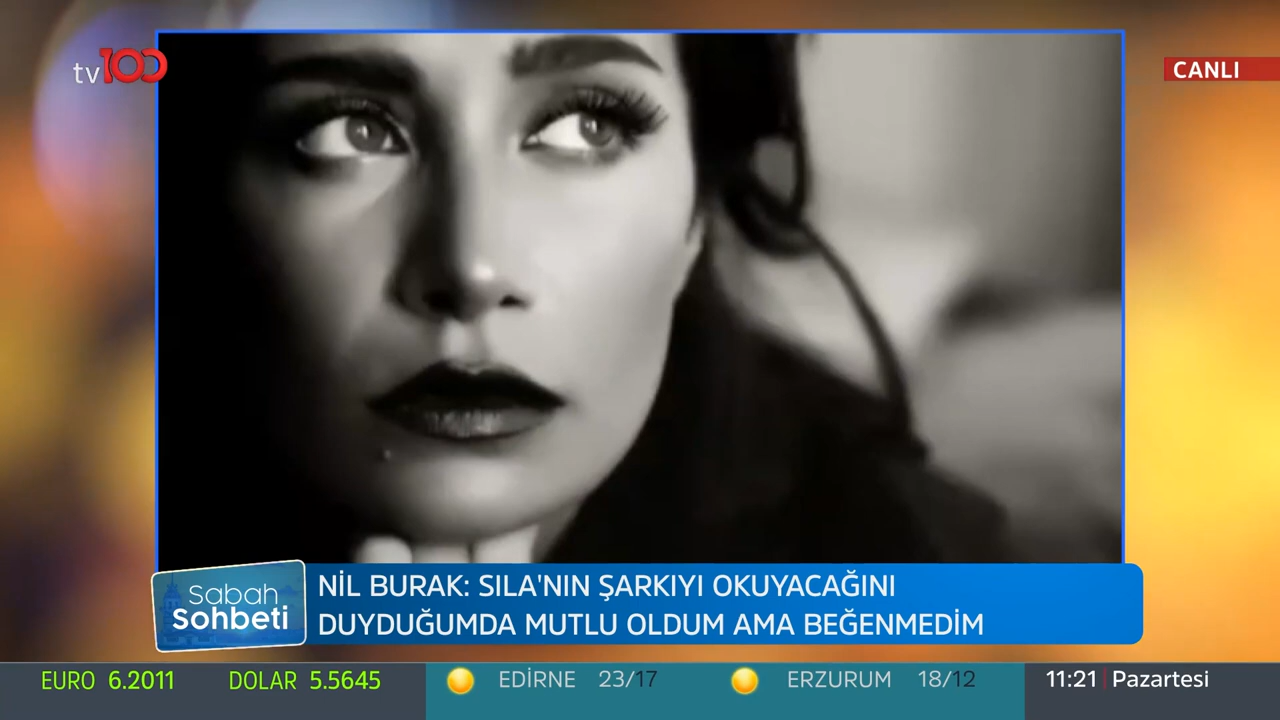 tv100
CANLI
Sabah
Sohbeti
NİL BURAK: SILA'NIN ŞARKIYI OKUYACAĞINI
DUYDUĞUMDA MUTLU OLDUM AMA BEĞENMEDİM
EURO 6.2011 DOLAR 5.5645 EDİRNE 23/17 ERZURUM 18/12 11:21 Pazartesi